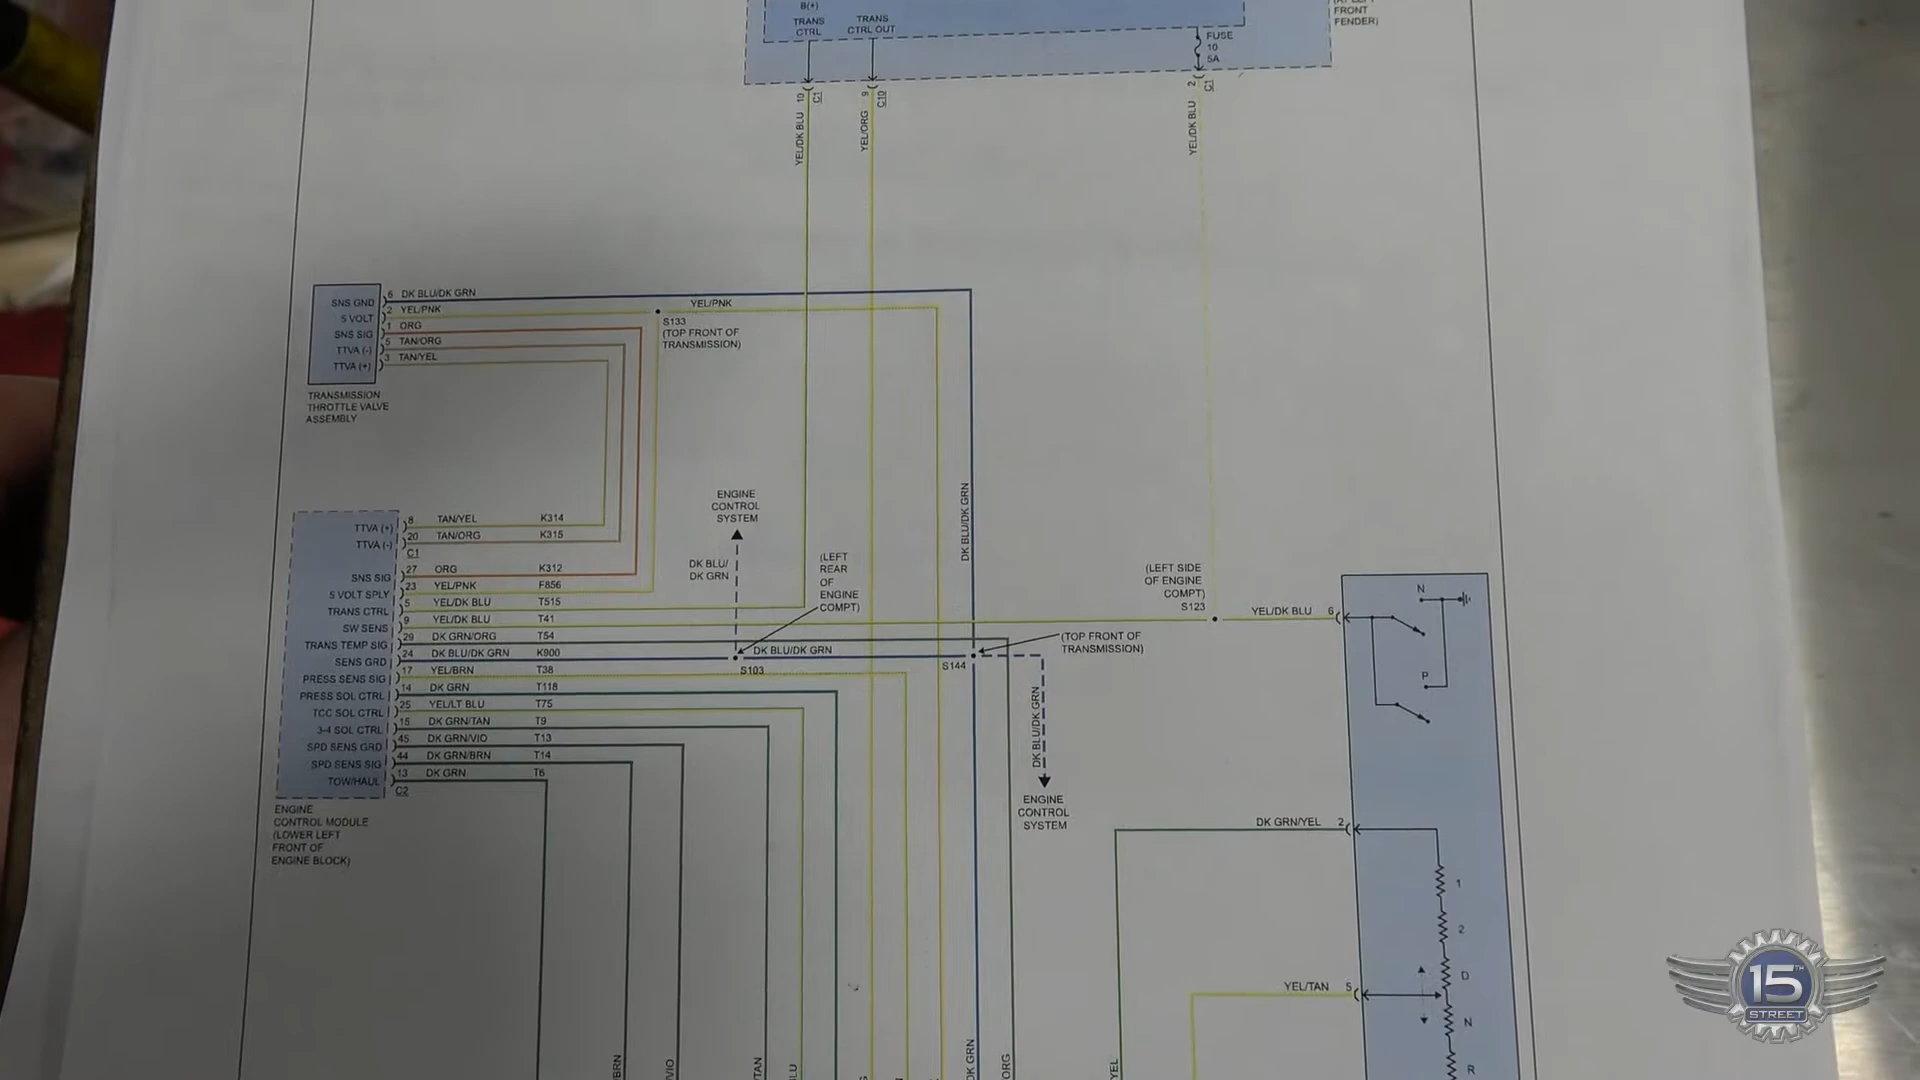 B(+)
TRANS
CTRL
TRANS
CTRL OUT
FUSE
10
5A
FRONT
FENDER)
10
C1
9
C10
2
C1
YEL/DK BLU
YEL/ORG
YEL/DK BLU
SNS GND
5 VOLT
SNS SIG
TTVA (-)
TTVA (+)
6 DK BLU/DK GRN
2 YEL/PNK
1 ORG
5 TAN/ORG
3 TAN/YEL
TRANSMISSION
THROTTLE VALVE
ASSEMBLY
YEL/PNK
S133
(TOP FRONT OF
TRANSMISSION)
DK BLU/DK GRN
ENGINE
CONTROL
SYSTEM
DK BLU/
DK GRN
(LEFT
REAR
OF
ENGINE
COMPT)
TTVA (+) 8 TAN/YEL K314
TTVA (-) 20 TAN/ORG K315
C1
SNS SIG 27 ORG K312
5 VOLT SPLY 23 YEL/PNK F856
TRANS CTRL 5 YEL/DK BLU T515
SW SENS 9 YEL/DK BLU T41
TRANS TEMP SIG 29 DK GRN/ORG T54
SENS GRD 24 DK BLU/DK GRN K900
PRESS SENS SIG 17 YEL/BRN T38
PRESS SOL CTRL 14 DK GRN T118
TCC SOL CTRL 25 YEL/LT BLU T75
3-4 SOL CTRL 15 DK GRN/TAN T9
SPD SENS GRD 45 DK GRN/VIO T13
SPD SENS SIG 44 DK GRN/BRN T14
TOW/HAUL 13 DK GRN T6
C2
ENGINE
CONTROL MODULE
(LOWER LEFT
FRONT OF
ENGINE BLOCK)
DK BLU/DK GRN
S103
S144
(TOP FRONT OF
TRANSMISSION)
DK BLU/DK GRN
ENGINE
CONTROL
SYSTEM
(LEFT SIDE
OF ENGINE
COMPT)
S123
YEL/DK BLU 6
N
P
DK GRN/YEL 2
1
2
D
YEL/TAN 5
N
R
BRN
/VIO
/TAN
BLU
DK GRN
ORG
YEL
15TH
STREET